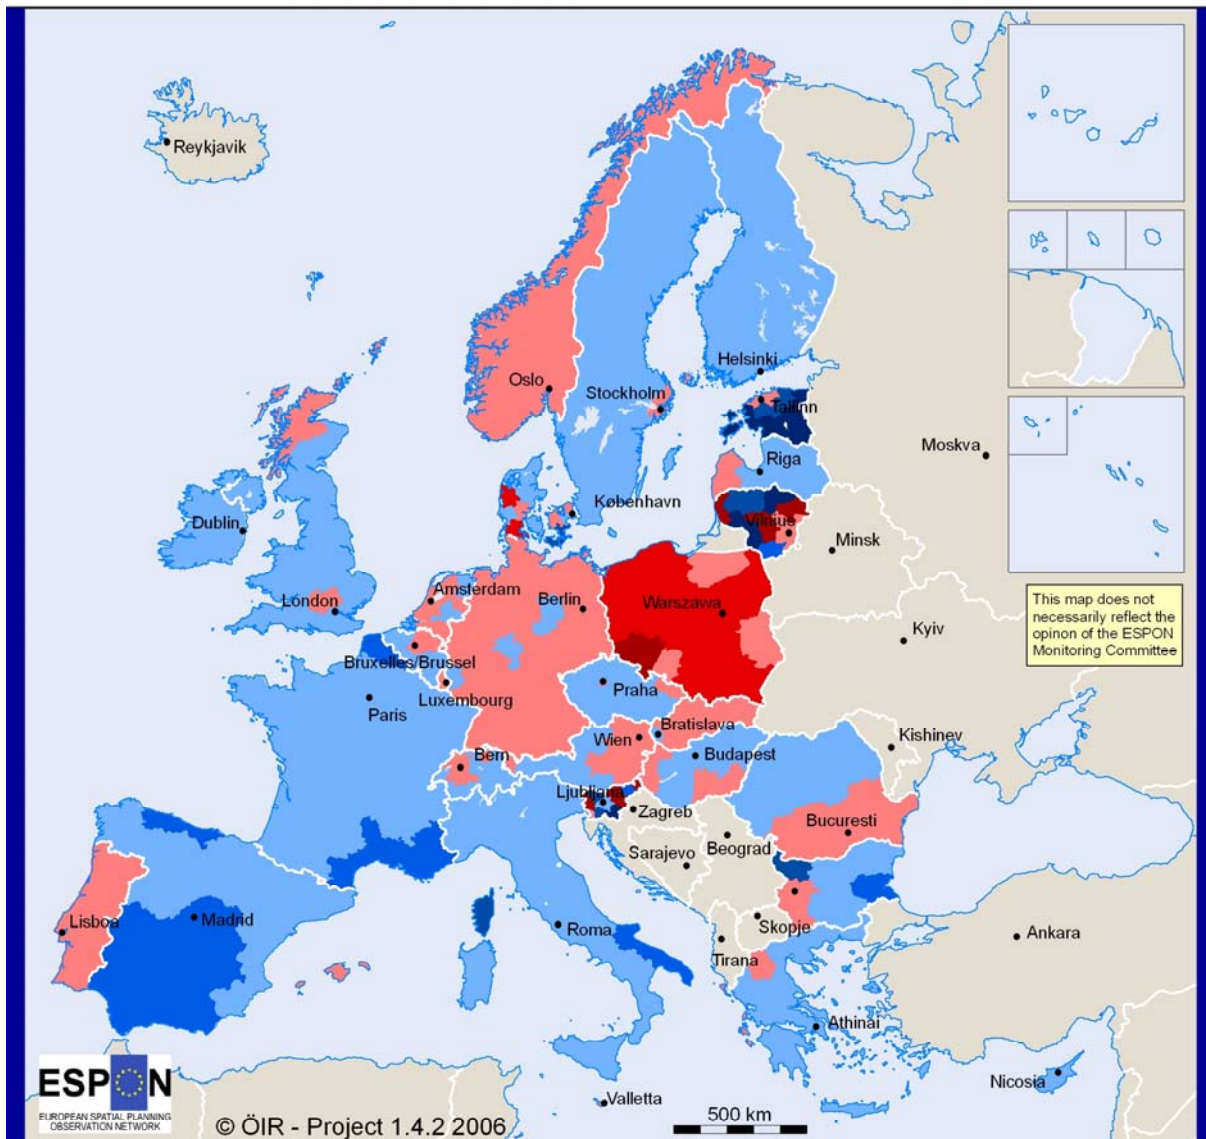 Reykjavik
Helsinki
Oslo
Stockholm
Tallinn
Moskva
Riga
København
Dublin
Vilnius
Minsk
Amsterdam
Berlin
Warszawa
London
This map does not
necessarily reflect the
opinon of the ESPON
Monitoring Committee
Kyiv
Bruxelles/Brussel
Praha
Luxembourg
Paris
Bratislava
Wien
Kishinev
Bern
Budapest
Ljubljana
Zagreb
Bucuresti
Beograd
Sarajevo
Lisboa
Madrid
Roma
Skopje
Ankara
Tirana
Athinai
Nicosia
ESPON
EUROPEAN SPATIAL PLANNING
OBSERVATION NETWORK
Valletta
500 km
© ÖIR - Project 1.4.2 2006